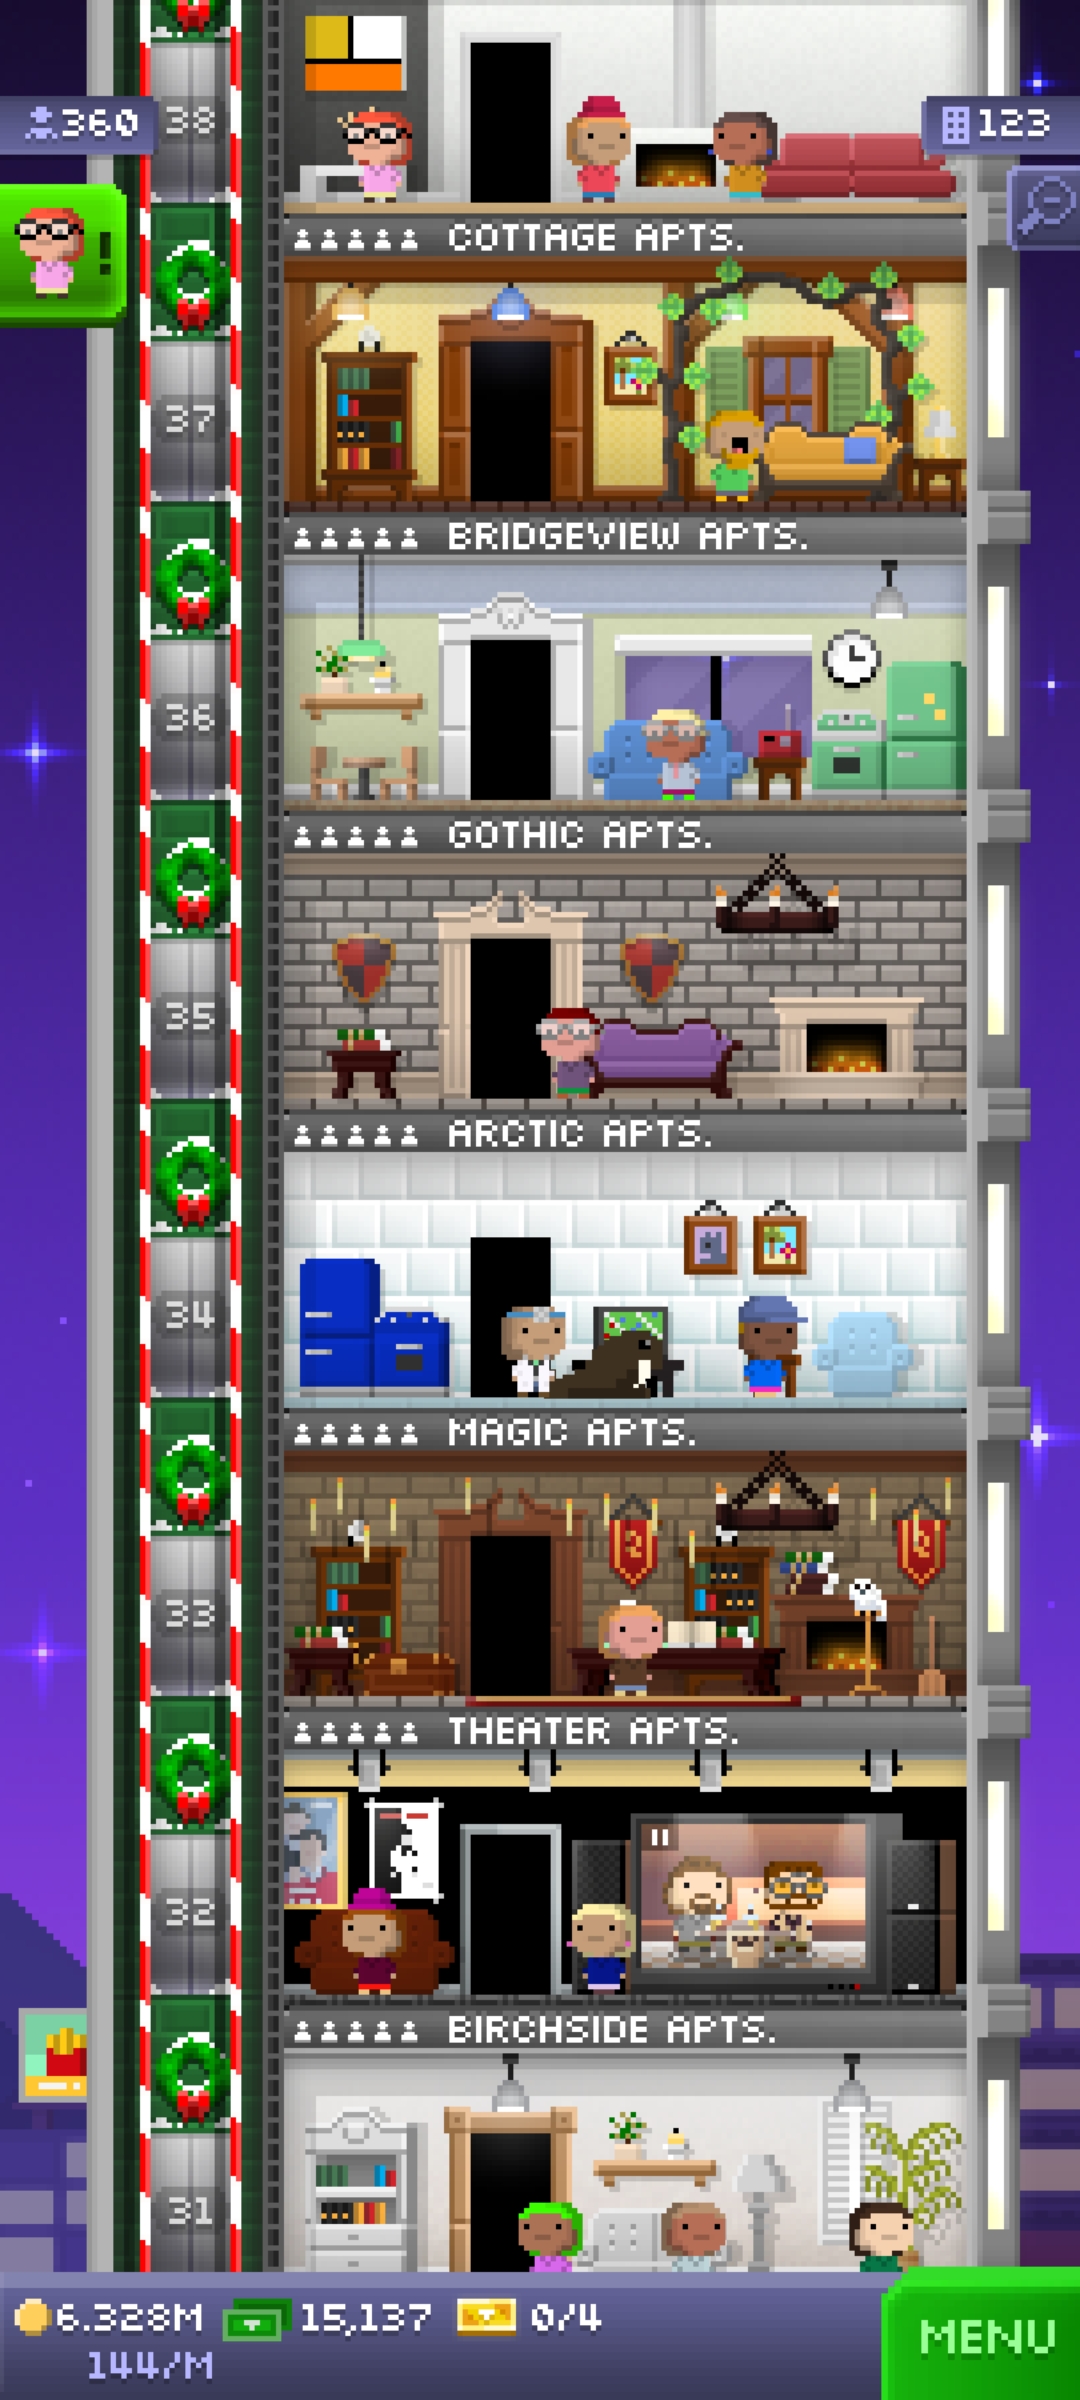 38
360
123
!
COTTAGE APTS.
37
BRIDGEVIEW APTS.
36
GOTHIC APTS.
35
ARCTIC APTS.
34
MAGIC APTS.
33
THEATER APTS.
32
BIRCHSIDE APTS.
31
6.328M 15,137 0/4
144/M
MENU